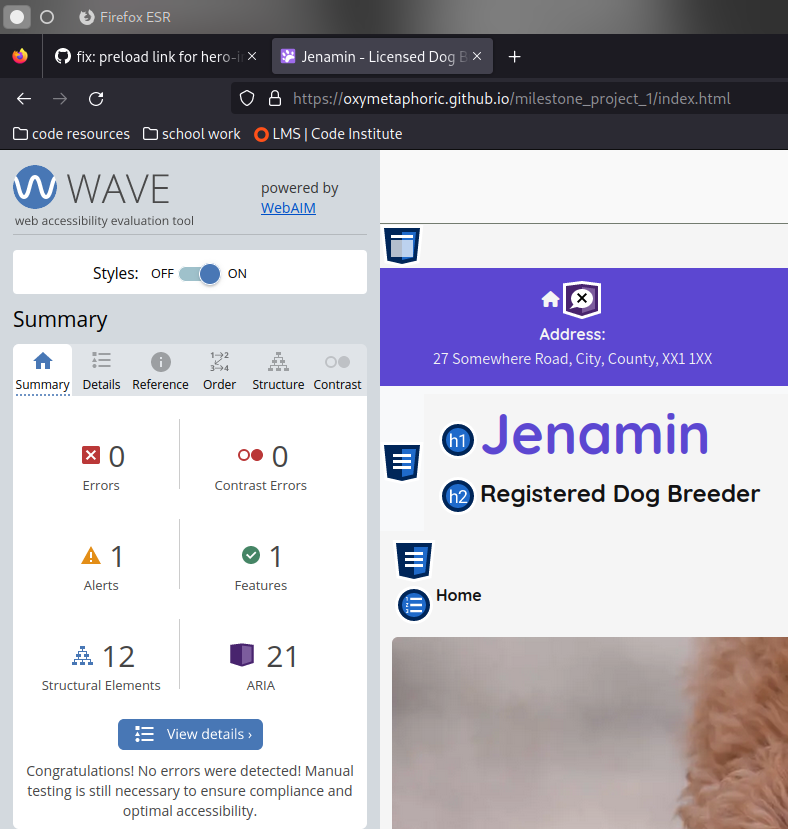 Firefox ESR
fix: preload link for hero-
Jenamin - Licensed Dog B
https://oxymetaphoric.github.io/milestone_project_1/index.html
code resources
school work
LMS | Code Institute
WAVE
web accessibility evaluation tool
powered by
WebAIM
Styles: OFF ON
Summary
Summary
Details
Reference
1→2
3→4
Order
Structure
Contrast
0
Errors
0
Contrast Errors
1
Alerts
1
Features
12
Structural Elements
21
ARIA
View details ›
Congratulations! No errors were detected! Manual
testing is still necessary to ensure compliance and
optimal accessibility.
Address:
27 Somewhere Road, City, County, XX1 1XX
h1 Jenamin
h2 Registered Dog Breeder
Home